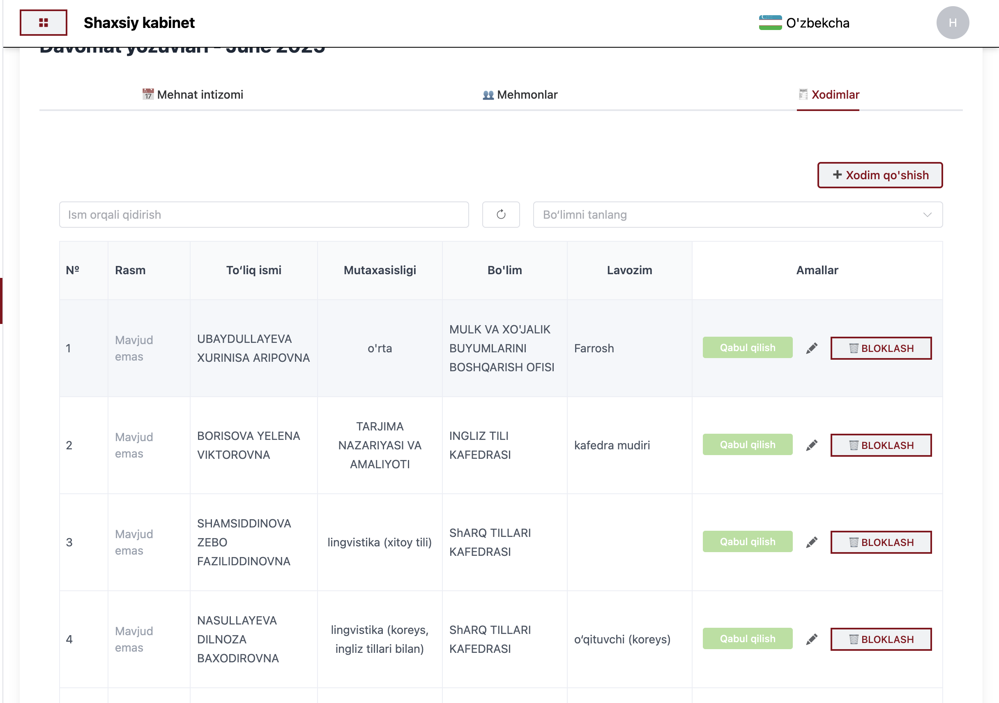 Shaxsiy kabinet
O'zbekcha
H
Davomat yozuvlari - June 2025
17 Mehnat intizomi
Mehmonlar
Xodimlar
+ Xodim qo'shish
Ism orqali qidirish
Bo‘limni tanlang
Nº Rasm To‘liq ismi Mutaxasisligi Bo'lim Lavozim Amallar
1
Mavjud
emas
UBAYDULLAYEVA
XURINISA ARIPOVNA
o'rta
MULK VA XO'JALIK
BUYUMLARINI
BOSHQARISH OFISI
Farrosh
Qabul qilish
BLOKLASH
2
Mavjud
emas
BORISOVA YELENA
VIKTOROVNA
TARJIMA
NAZARIYASI VA
AMALIYOTI
INGLIZ TILI
KAFEDRASI
kafedra mudiri
Qabul qilish
BLOKLASH
3
Mavjud
emas
SHAMSIDDINOVA
ZEBO
FAZILIDDINOVNA
lingvistika (xitoy tili)
ShARQ TILLARI
KAFEDRASI
Qabul qilish
BLOKLASH
4
Mavjud
emas
NASULLAYEVA
DILNOZA
BAXODIROVNA
lingvistika (koreys,
ingliz tillari bilan)
ShARQ TILLARI
KAFEDRASI
o‘qituvchi (koreys)
Qabul qilish
BLOKLASH